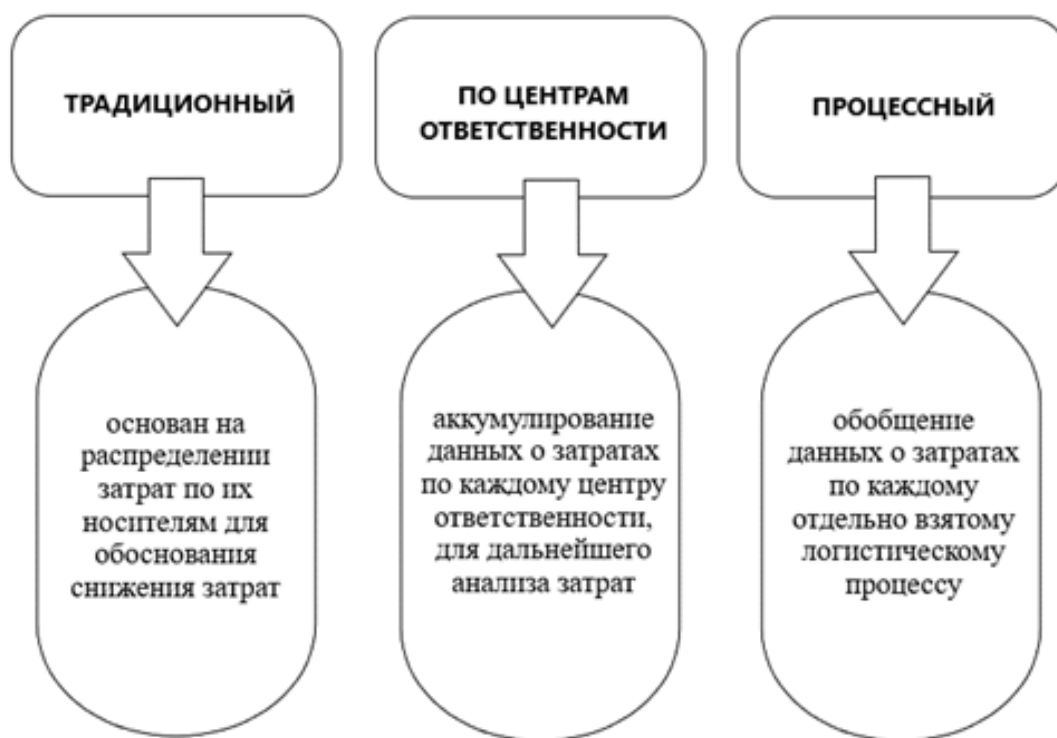 ТРАДИЦИОННЫЙ
ПО ЦЕНТРАМ
ОТВЕТСТВЕННОСТИ
ПРОЦЕССНЫЙ
основан на
распределении
затрат по их
носителям для
обоснования
снижения затрат
аккумулирование
данных о затратах
по каждому центру
ответственности,
для дальнейшего
анализа затрат
обобщение
данных о затратах
по каждому
отдельно взятому
логистическому
процессу